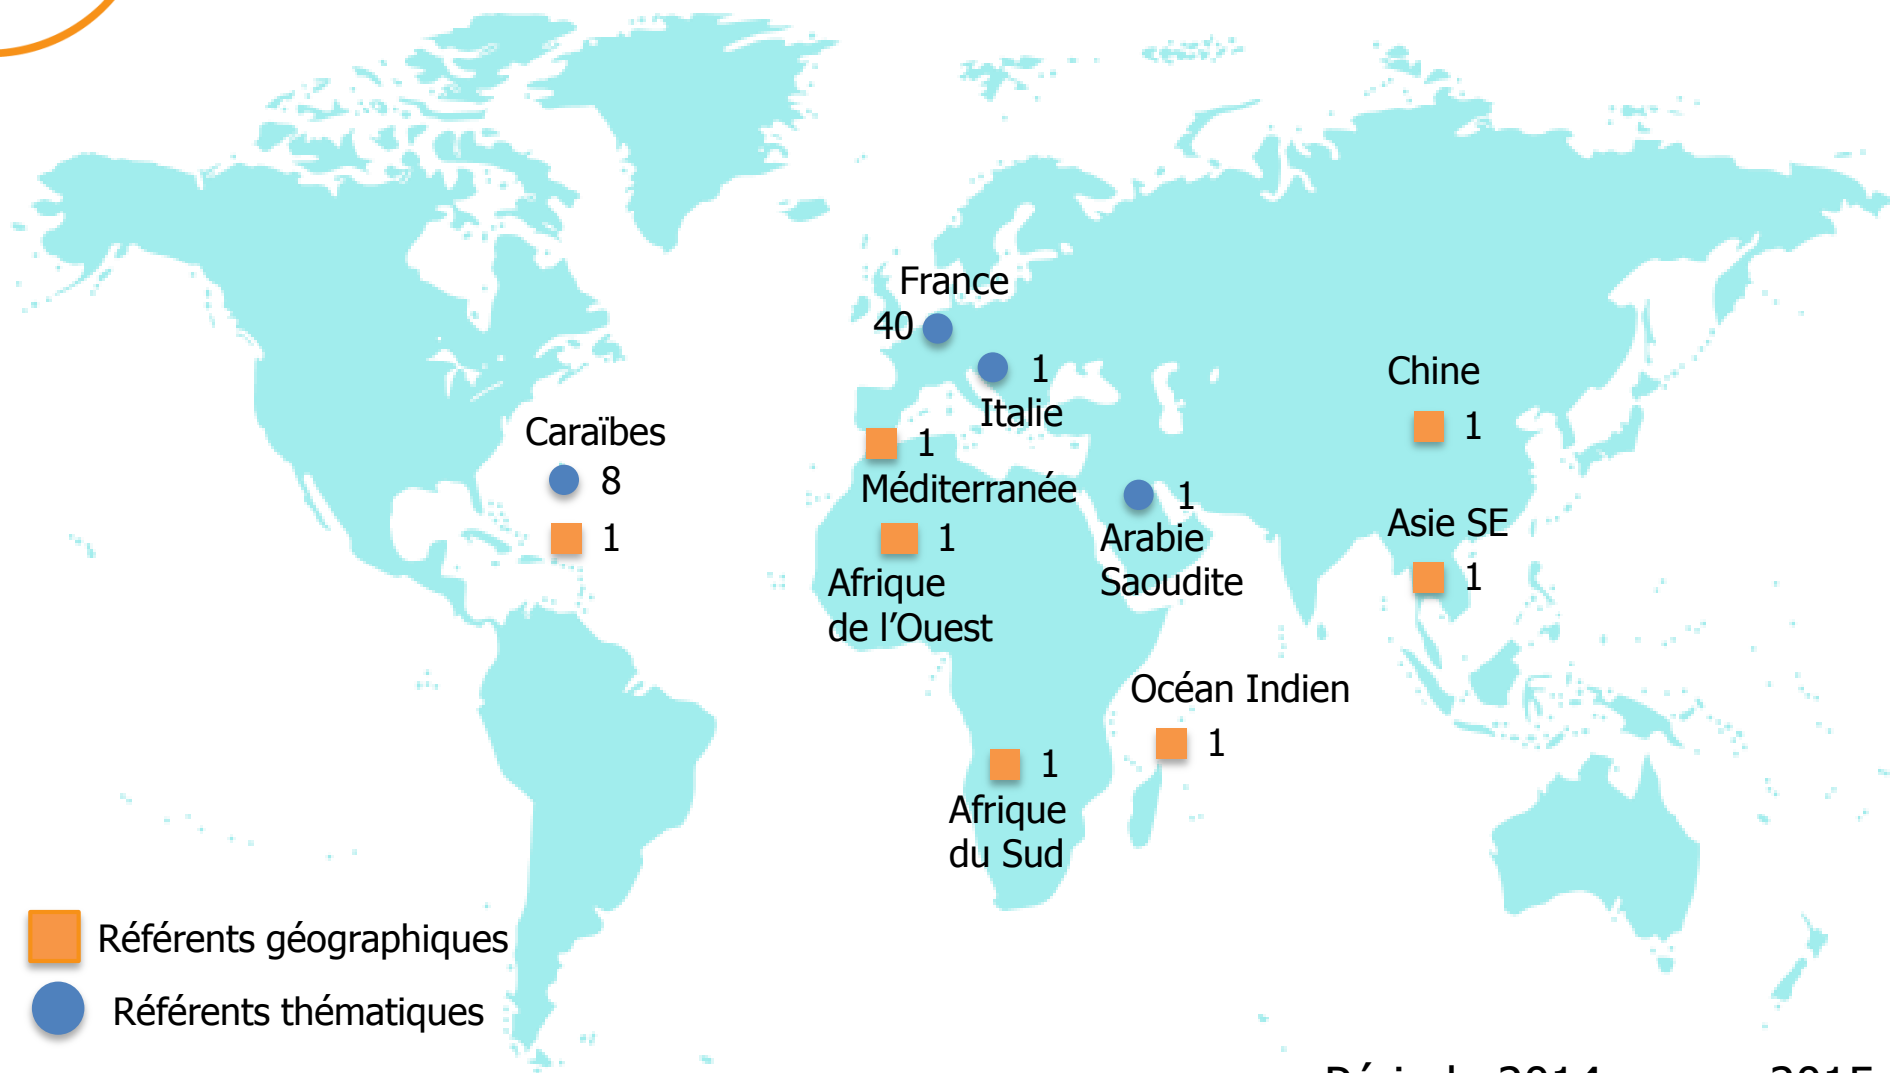 France
40
1
Italie
Chine
1
Caraïbes
8
1
1
Méditerranée
1
Afrique
de l’Ouest
1
Arabie
Saoudite
Asie SE
1
Océan Indien
1
1
Afrique
du Sud
Référents géographiques
Référents thématiques
2014